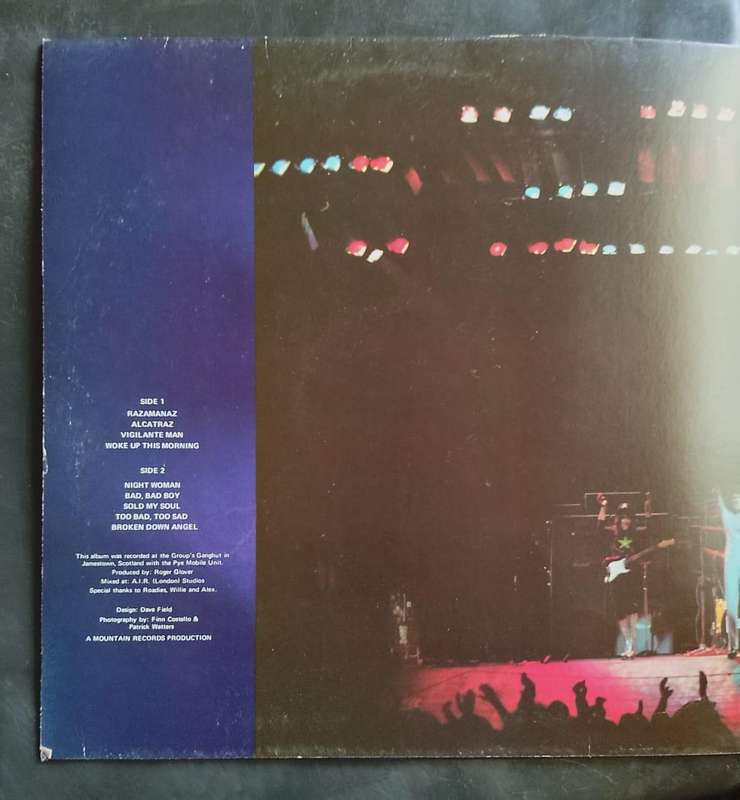 SIDE 1
RAZAMANAZ
ALCATRAZ
VIGILANTE MAN
WOKE UP THIS MORNING
SIDE 2
NIGHT WOMAN
BAD, BAD BOY
SOLD MY SOUL
TOO BAD, TOO SAD
BROKEN DOWN ANGEL
This album was recorded at the Group's Ganghut in
Jamestown, Scotland with the Pye Mobile Unit.
Produced by: Roger Glover
Mixed at: A.I.R. (London) Studios
Special thanks to Roadies, Willie and Alex.
Design: Dave Field
Photography by: Finn Costello &
Patrick Watters
A MOUNTAIN RECORDS PRODUCTION